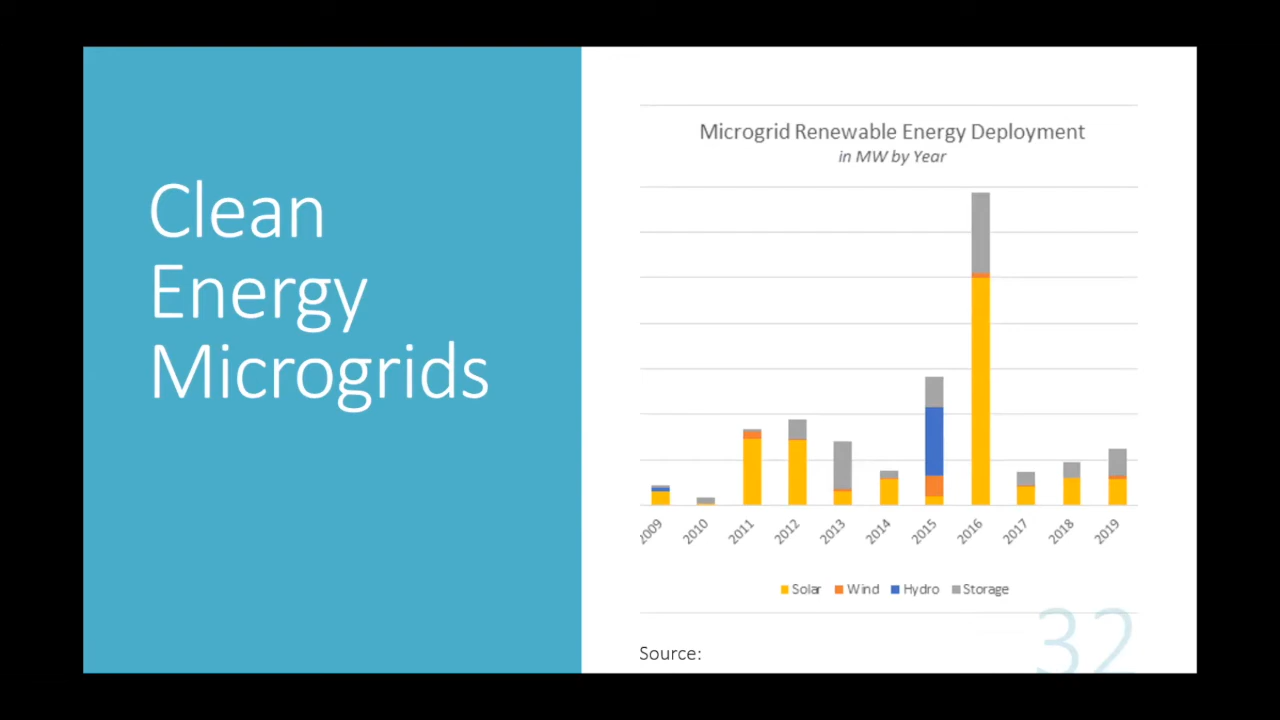 Clean
Energy
Microgrids
Microgrid Renewable Energy Deployment
in MW by Year
2009 2010 2011 2012 2013 2014 2015 2016 2017 2018 2019
Solar Wind Hydro Storage
Source:
32